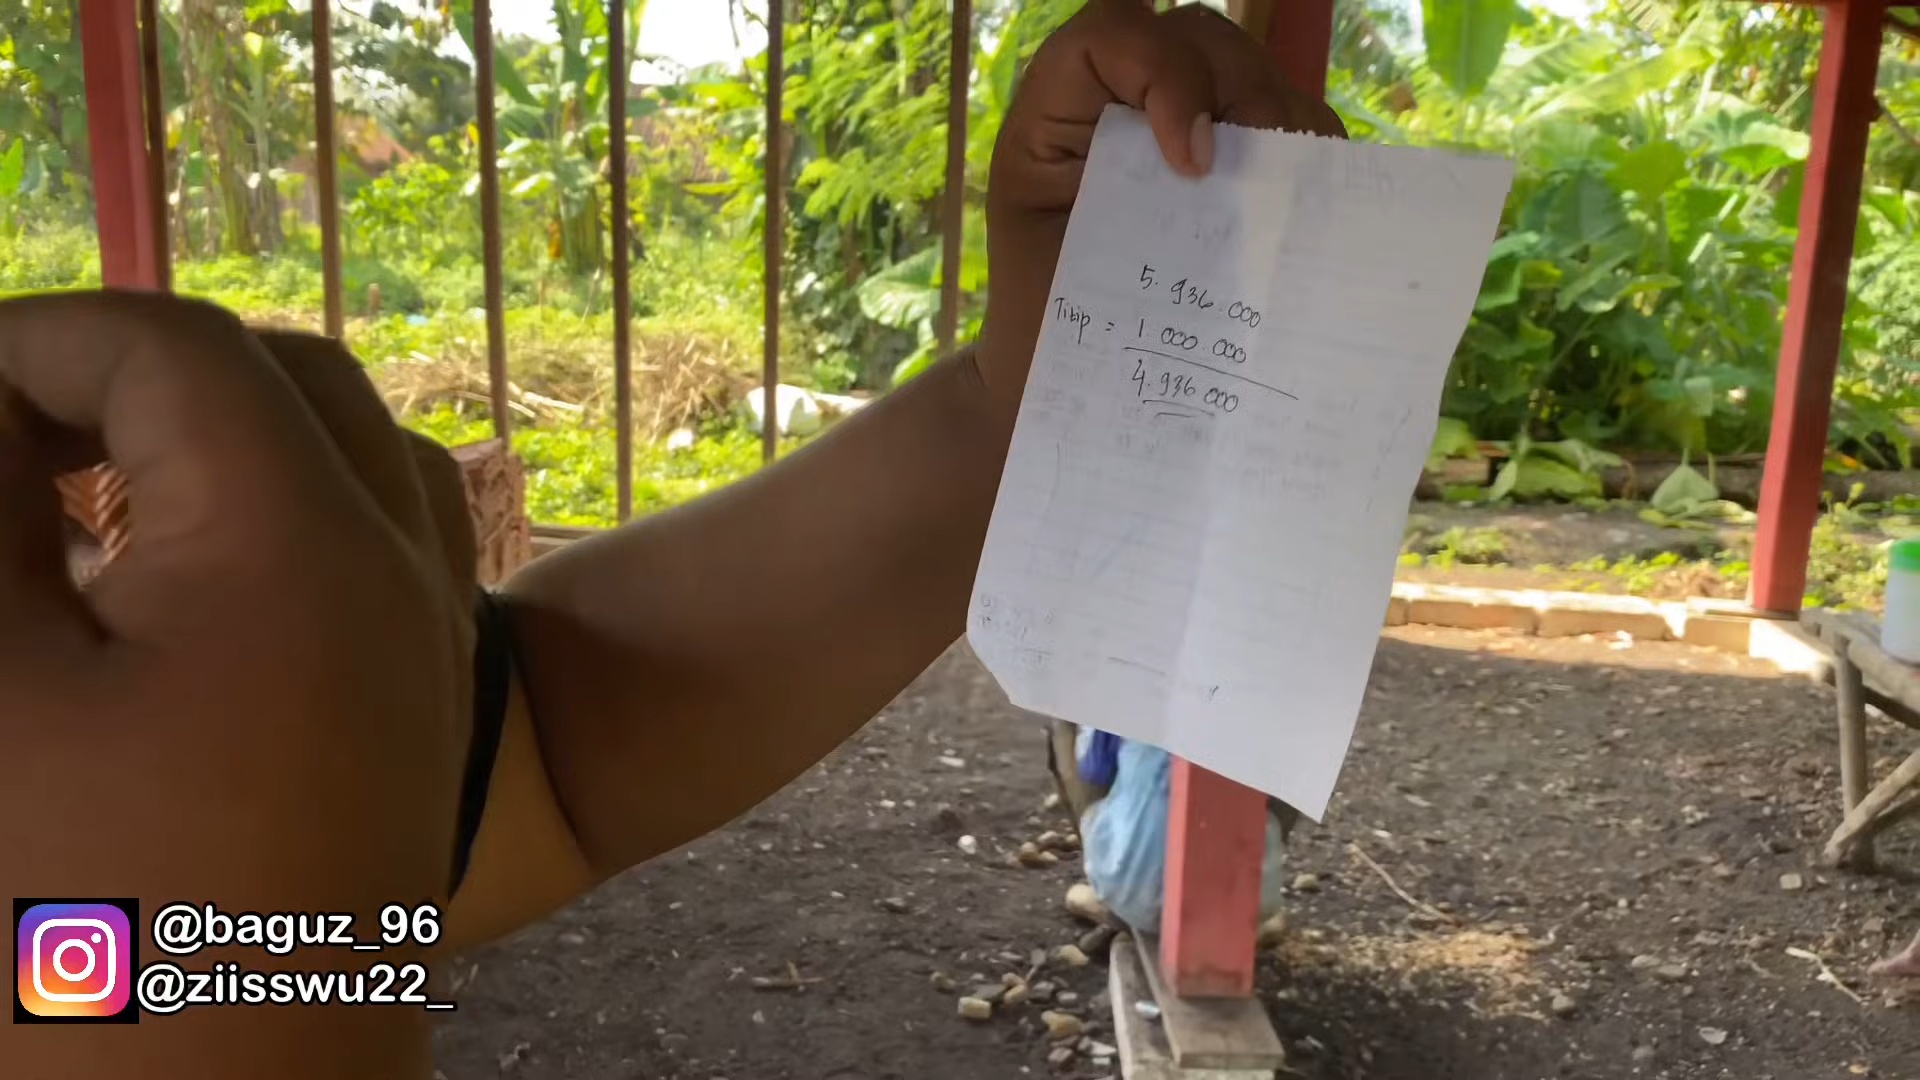 5.936.000
Titip = 1.000.000
4.936.000
@baguz_96
@ziisswu22_